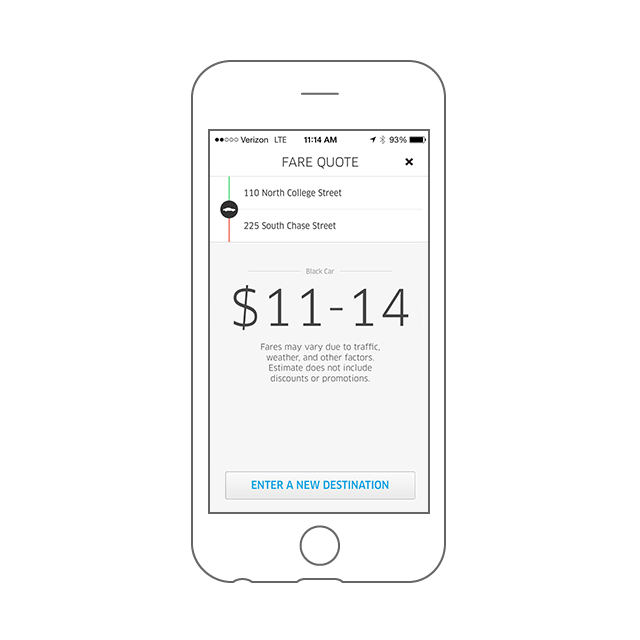 Verizon LTE 11:14 AM 93%
FARE QUOTE
110 North College Street
225 South Chase Street
Black Car
$11-14
Fares may vary due to traffic,
weather, and other factors.
Estimate does not include
discounts or promotions.
ENTER A NEW DESTINATION